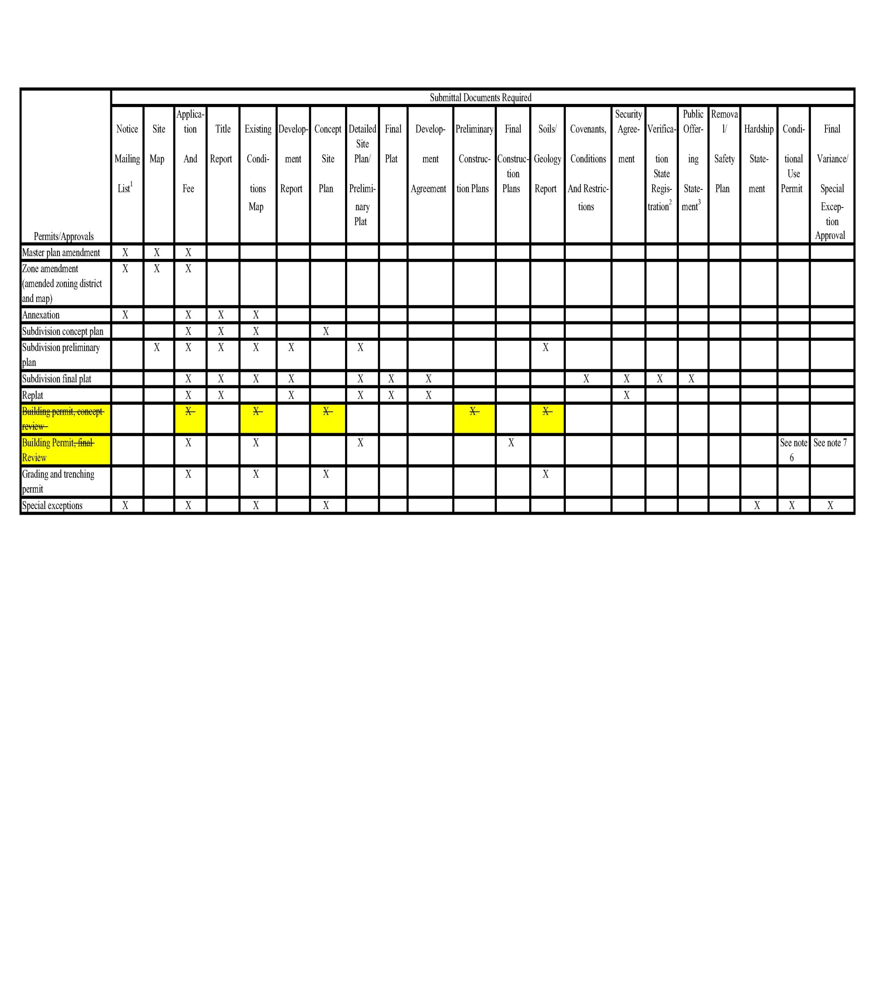 Submittal Documents Required
Applica- Security Public Remova
Notice Site tion Title Existing Develop- Concept Detailed Final Develop- Preliminary Final Soils/ Covenants, Agree- Verifica- Offer- l/ Hardship Condi- Final
Site
Mailing Map And Report Condi- ment Site Plan/ Plat ment Construc- Construc- Geology Conditions ment tion ing Safety State- tional Variance/
tion State Use
List1 Fee tions Report Plan Prelimi- Agreement tion Plans Plans Report And Restric- Regis- State- Plan ment Permit Special
Map nary tions tration2 ment3 Excep-
Plat tion
Permits/Approvals Approval
Master plan amendment X X X
Zone amendment X X X
(amended zoning district
and map)
Annexation X X X X
Subdivision concept plan X X X X
Subdivision preliminary X X X X X X X
plan
Subdivision final plat X X X X X X X X X X X
Replat X X X X X X X
Building permit, concept X X X X X
review
Building Permit, final X X X X See note See note 7
Review 6
Grading and trenching X X X X
permit
Special exceptions X X X X X X X